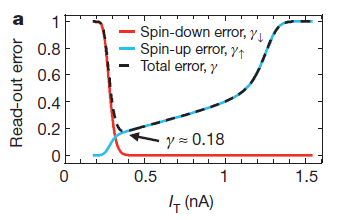 a
Read-out error
1
0.8
0.6
0.4
0.2
0
Spin-down error, γ↓
Spin-up error, γ↑
Total error, γ
γ ≈ 0.18
0 0.5 1 1.5
I_T (nA)